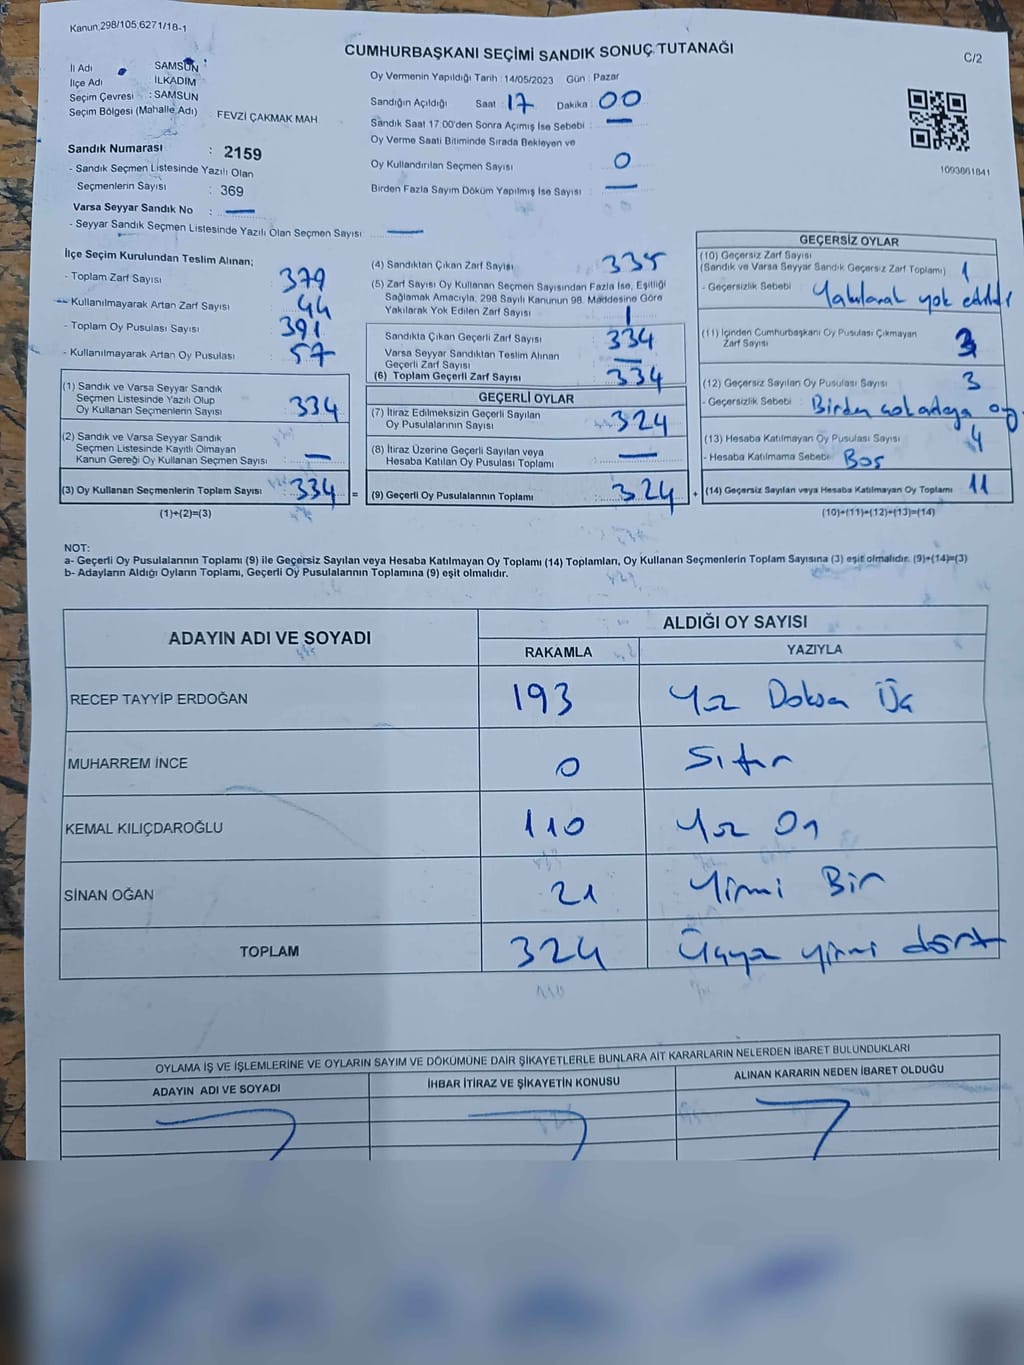 Kanun,298/105,6271/18-1
CUMHURBAŞKANI SEÇİMİ SANDIK SONUÇ TUTANAĞI
C/2
İl Adı SAMSUN
İlçe Adı İLKADIM
Seçim Çevresi : SAMSUN
Seçim Bölgesi (Mahalle Adı) FEVZİ ÇAKMAK MAH.
Sandık Numarası : 2159
- Sandık Seçmen Listesinde Yazılı Olan
Seçmenlerin Sayısı : 369
Varsa Seyyar Sandık No : —
- Seyyar Sandık Seçmen Listesinde Yazılı Olan Seçmen Sayısı —
Oy Vermenin Yapıldığı Tarih :14/05/2023 Gün : Pazar
Sandığın Açıldığı Saat : 17 Dakika : 00
Sandık Saat 17.00'den Sonra Açımış İse Sebebi : —
Oy Verme Saati Bitiminde Sırada Bekleyen ve
Oy Kullandırılan Seçmen Sayısı : 0
Birden Fazla Sayım Döküm Yapılmış İse Sayısı : —
1093861841
İlçe Seçim Kurulundan Teslim Alınan;
- Toplam Zarf Sayısı 379
- Kullanılmayarak Artan Zarf Sayısı 44
- Toplam Oy Pusulası Sayısı 391
- Kullanılmayarak Artan Oy Pusulası 57
(1) Sandık ve Varsa Seyyar Sandık
Seçmen Listesinde Yazılı Olup
Oy Kullanan Seçmenlerin Sayısı : 334
(2) Sandık ve Varsa Seyyar Sandık
Seçmen Listesinde Kayıtlı Olmayan
Kanun Gereği Oy Kullanan Seçmen Sayısı : —
(3) Oy Kullanan Seçmenlerin Toplam Sayısı : 334 =
(1)+(2)=(3)
(4) Sandıktan Çıkan Zarf Sayısı : 335
(5) Zarf Sayısı Oy Kullanan Seçmen Sayısından Fazla İse, Eşitliği
Sağlamak Amacıyla, 298 Sayılı Kanunun 98. Maddesine Göre
Yakılarak Yok Edilen Zarf Sayısı : 1
Sandıkta Çıkan Geçerli Zarf Sayısı : 334
Varsa Seyyar Sandıktan Teslim Alınan
Geçerli Zarf Sayısı : —
(6) Toplam Geçerli Zarf Sayısı : 334
GEÇERLİ OYLAR
(7) İtiraz Edilmeksizin Geçerli Sayılan
Oy Pusulalarının Sayısı : 324
(8) İtiraz Üzerine Geçerli Sayılan veya
Hesaba Katılan Oy Pusulası Toplamı : —
(9) Geçerli Oy Pusulalarının Toplamı : 324 +
GEÇERSİZ OYLAR
(10) Geçersiz Zarf Sayısı
(Sandık ve Varsa Seyyar Sandık Geçersiz Zarf Toplamı) 1
- Geçersizlik Sebebi : Yakılarak yok edildi
(11) İçinden Cumhurbaşkanı Oy Pusulası Çıkmayan
Zarf Sayısı : 3
(12) Geçersiz Sayılan Oy Pusulası Sayısı : 3
- Geçersizlik Sebebi : Birden çok adaya oy
(13) Hesaba Katılmayan Oy Pusulası Sayısı : 4
- Hesaba Katılmama Sebebi : Boş
(14) Geçersiz Sayılan veya Hesaba Katılmayan Oy Toplamı : 11
(10)+(11)+(12)+(13)=(14)
NOT:
a- Geçerli Oy Pusulalarının Toplamı (9) ile Geçersiz Sayılan veya Hesaba Katılmayan Oy Toplamı (14) Toplamları, Oy Kullanan Seçmenlerin Toplam Sayısına (3) eşit olmalıdır. (9)+(14)=(3)
b- Adayların Aldığı Oyların Toplamı, Geçerli Oy Pusulalarının Toplamına (9) eşit olmalıdır.
ADAYIN ADI VE SOYADI
ALDIĞI OY SAYISI
RAKAMLA YAZIYLA
RECEP TAYYİP ERDOĞAN 193 Yüz Doksan Üç
MUHARREM İNCE 0 Sıfır
KEMAL KILIÇDAROĞLU 110 Yüz On
SİNAN OĞAN 21 Yirmi Bir
TOPLAM 324 Üçyüz yirmi dört
OYLAMA İŞ VE İŞLEMLERİNE VE OYLARIN SAYIM VE DÖKÜMÜNE DAİR ŞİKAYETLERLE BUNLARA AİT KARARLARIN NELERDEN İBARET BULUNDUKLARI
ADAYIN ADI VE SOYADI İHBAR İTİRAZ VE ŞİKAYETİN KONUSU ALINAN KARARIN NEDEN İBARET OLDUĞU